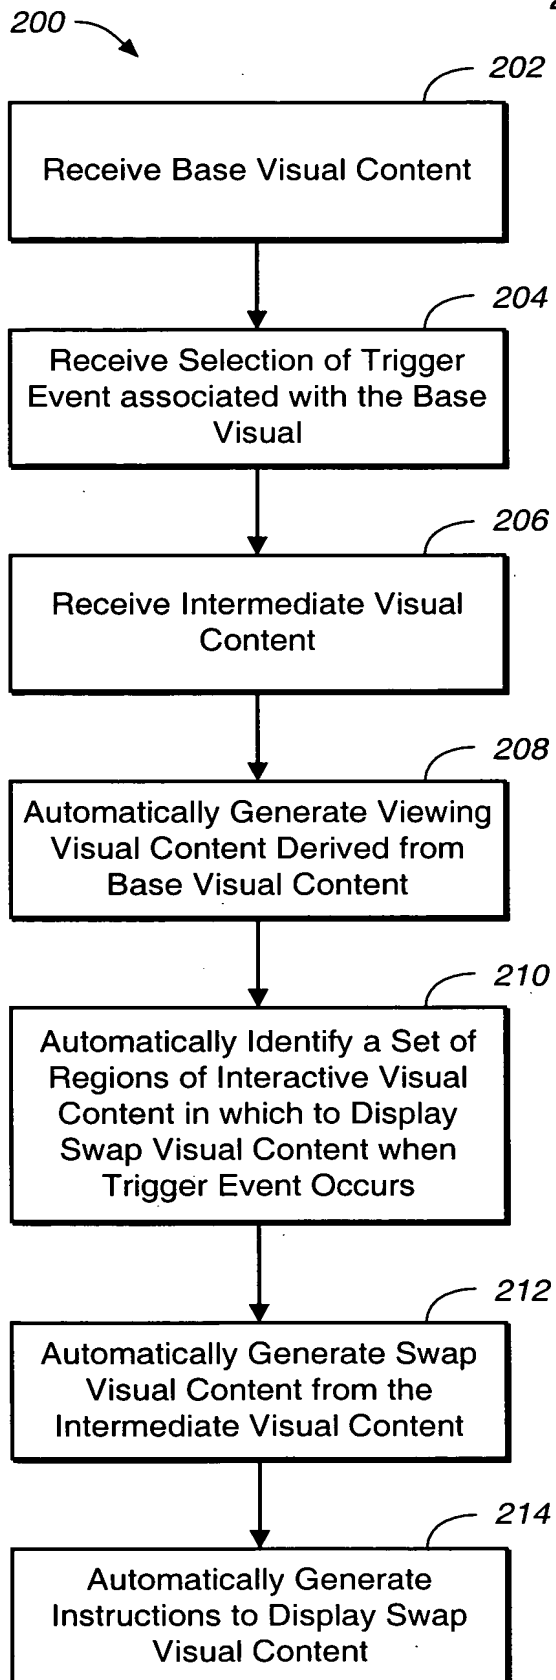 200
202
Receive Base Visual Content
204
Receive Selection of Trigger
Event associated with the Base
Visual
206
Receive Intermediate Visual
Content
208
Automatically Generate Viewing
Visual Content Derived from
Base Visual Content
210
Automatically Identify a Set of
Regions of Interactive Visual
Content in which to Display
Swap Visual Content when
Trigger Event Occurs
212
Automatically Generate Swap
Visual Content from the
Intermediate Visual Content
214
Automatically Generate
Instructions to Display Swap
Visual Content